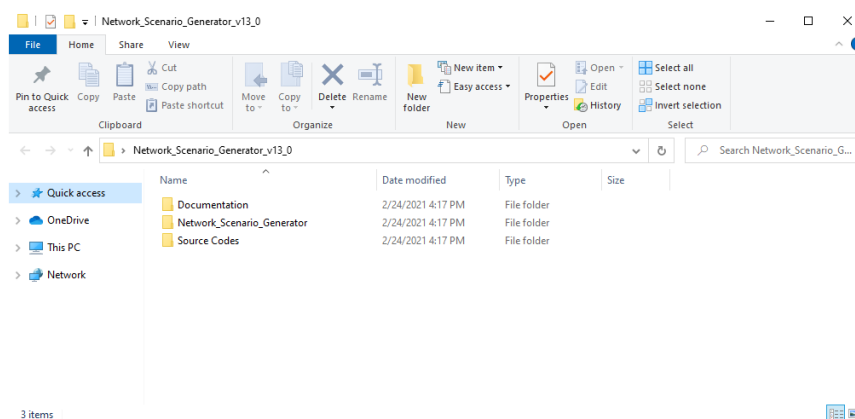 Network_Scenario_Generator_v13_0
File Home Share View
Pin to Quick access
Copy
Paste
Cut
Copy path
Paste shortcut
Clipboard
Move to
Copy to
Delete
Rename
Organize
New folder
New item
Easy access
New
Properties
Open
Edit
History
Open
Select all
Select none
Invert selection
Select
Network_Scenario_Generator_v13_0
Search Network_Scenario_G...
Quick access
OneDrive
This PC
Network
Name Date modified Type Size
Documentation 2/24/2021 4:17 PM File folder
Network_Scenario_Generator 2/24/2021 4:17 PM File folder
Source Codes 2/24/2021 4:17 PM File folder
3 items